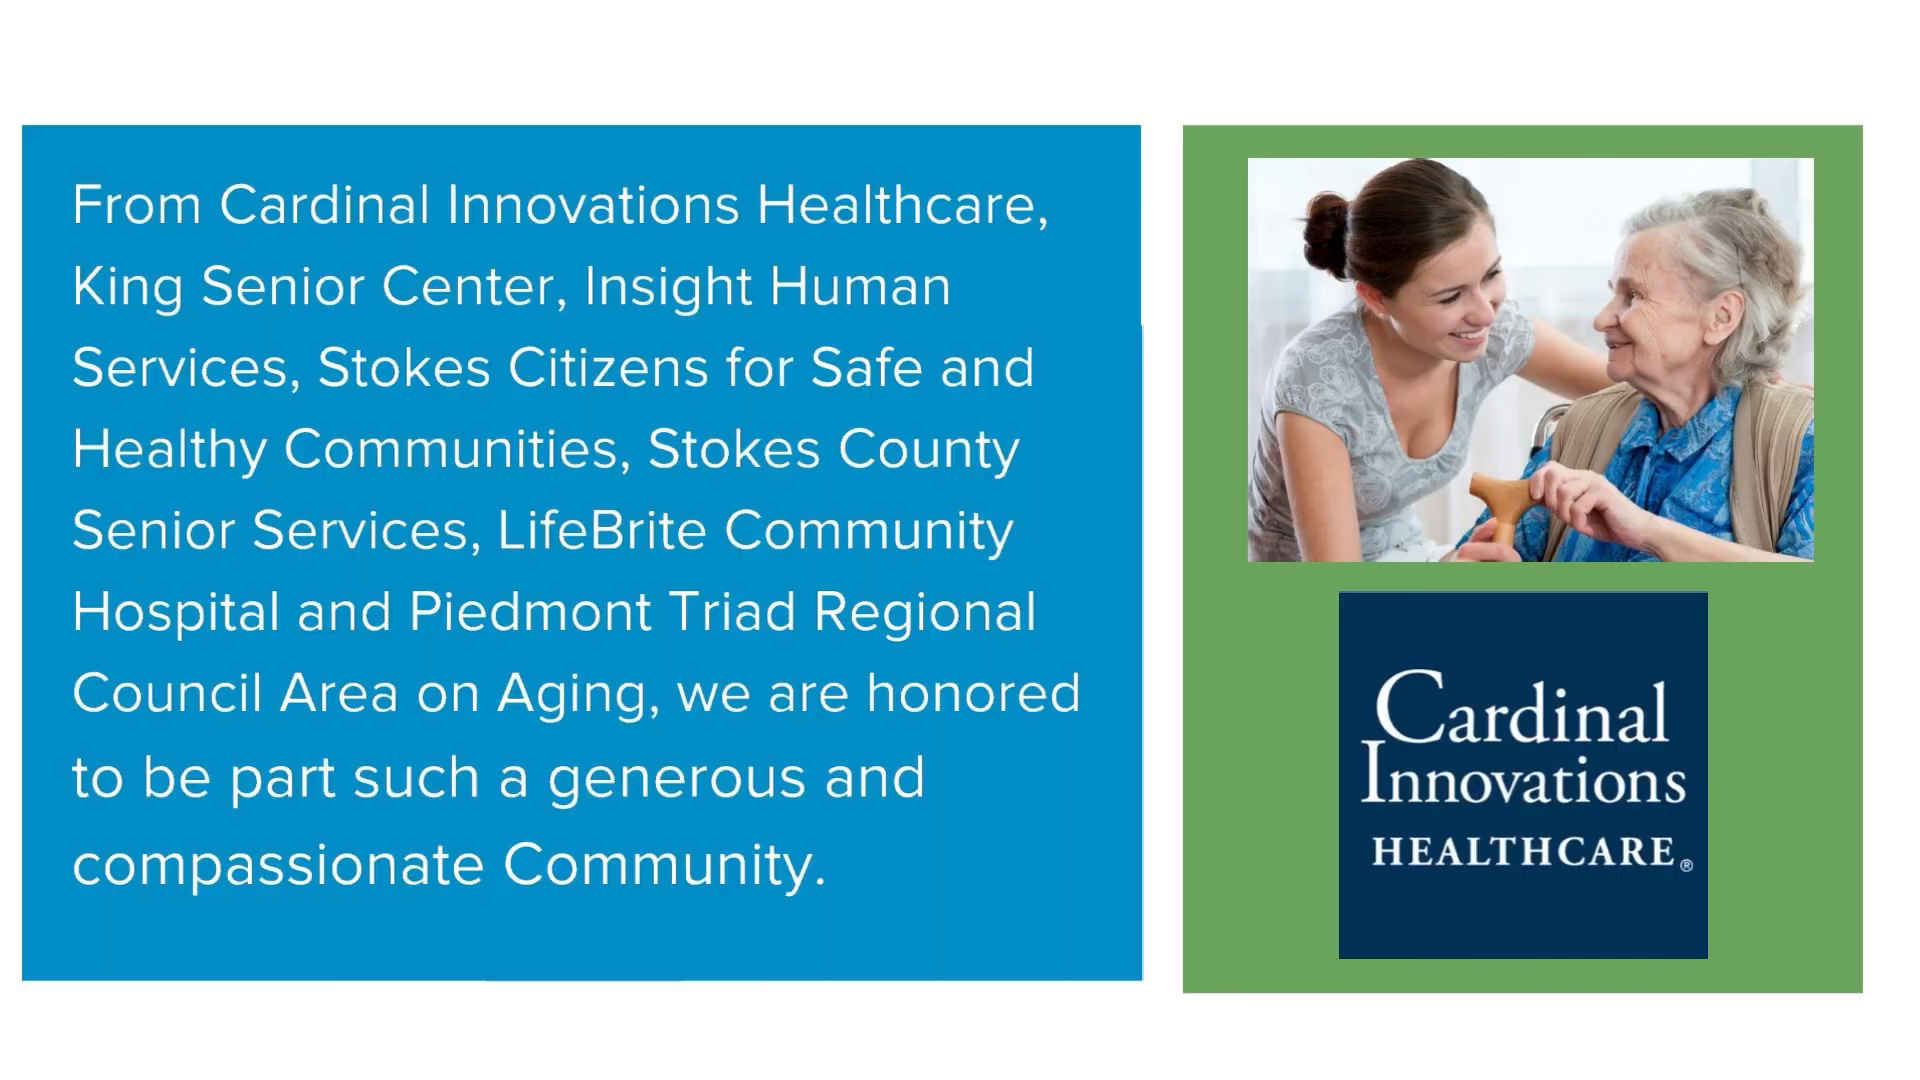 From Cardinal Innovations Healthcare,
King Senior Center, Insight Human
Services, Stokes Citizens for Safe and
Healthy Communities, Stokes County
Senior Services, LifeBrite Community
Hospital and Piedmont Triad Regional
Council Area on Aging, we are honored
to be part such a generous and
compassionate Community.
Cardinal
Innovations
HEALTHCARE®